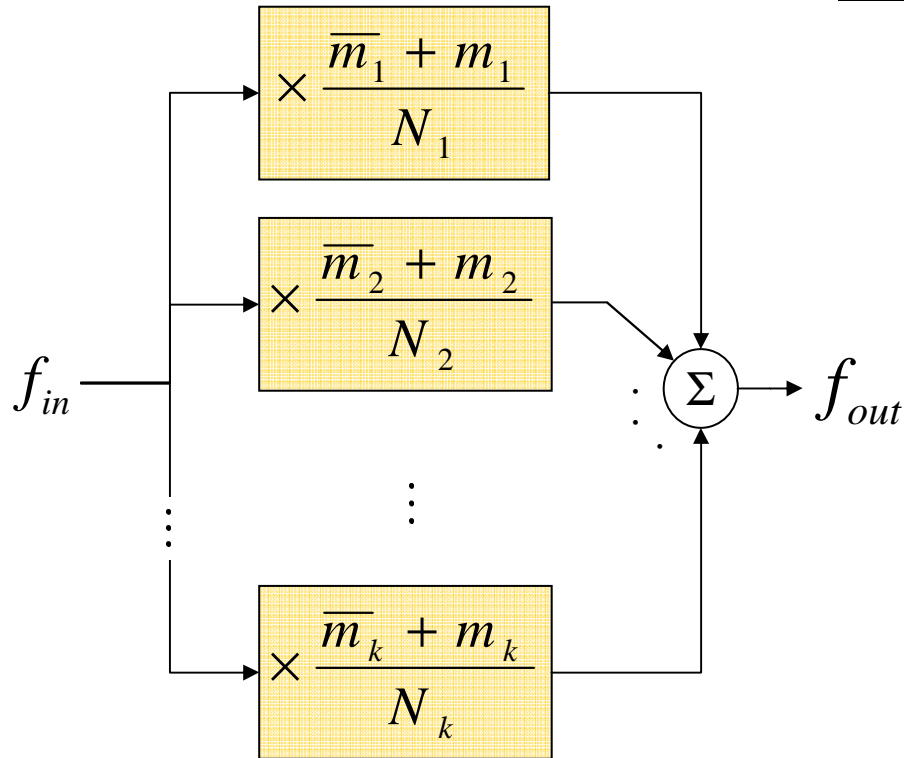 × (m̅₁ + m₁) / N₁
× (m̅₂ + m₂) / N₂
f_in
Σ
f_out
× (m̅ₖ + mₖ) / Nₖ